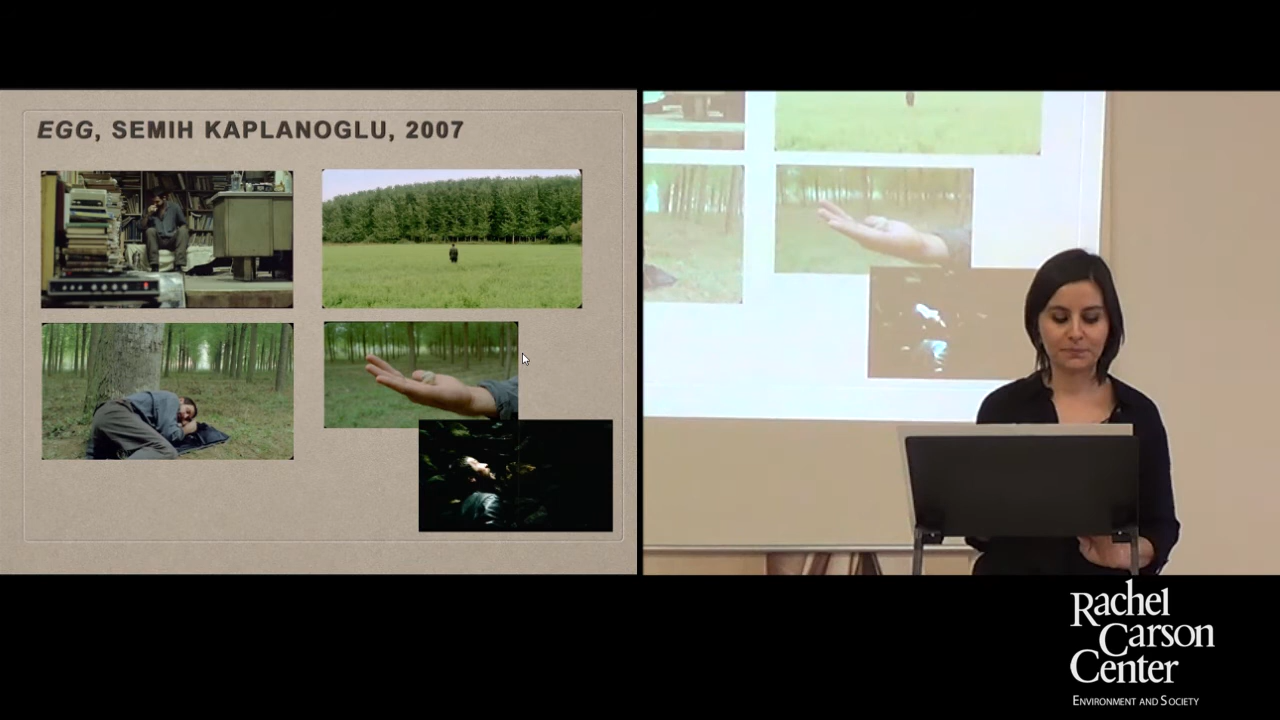 EGG, SEMIH KAPLANOGLU, 2007
Rachel
Carson
Center
ENVIRONMENT AND SOCIETY